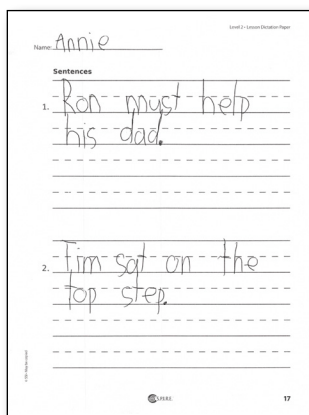 Level 2 • Lesson Dictation Paper
Name: Annie
Sentences
1. Ron must help
his dad.
2. Tim sat on the
top step.
SPIRE
17